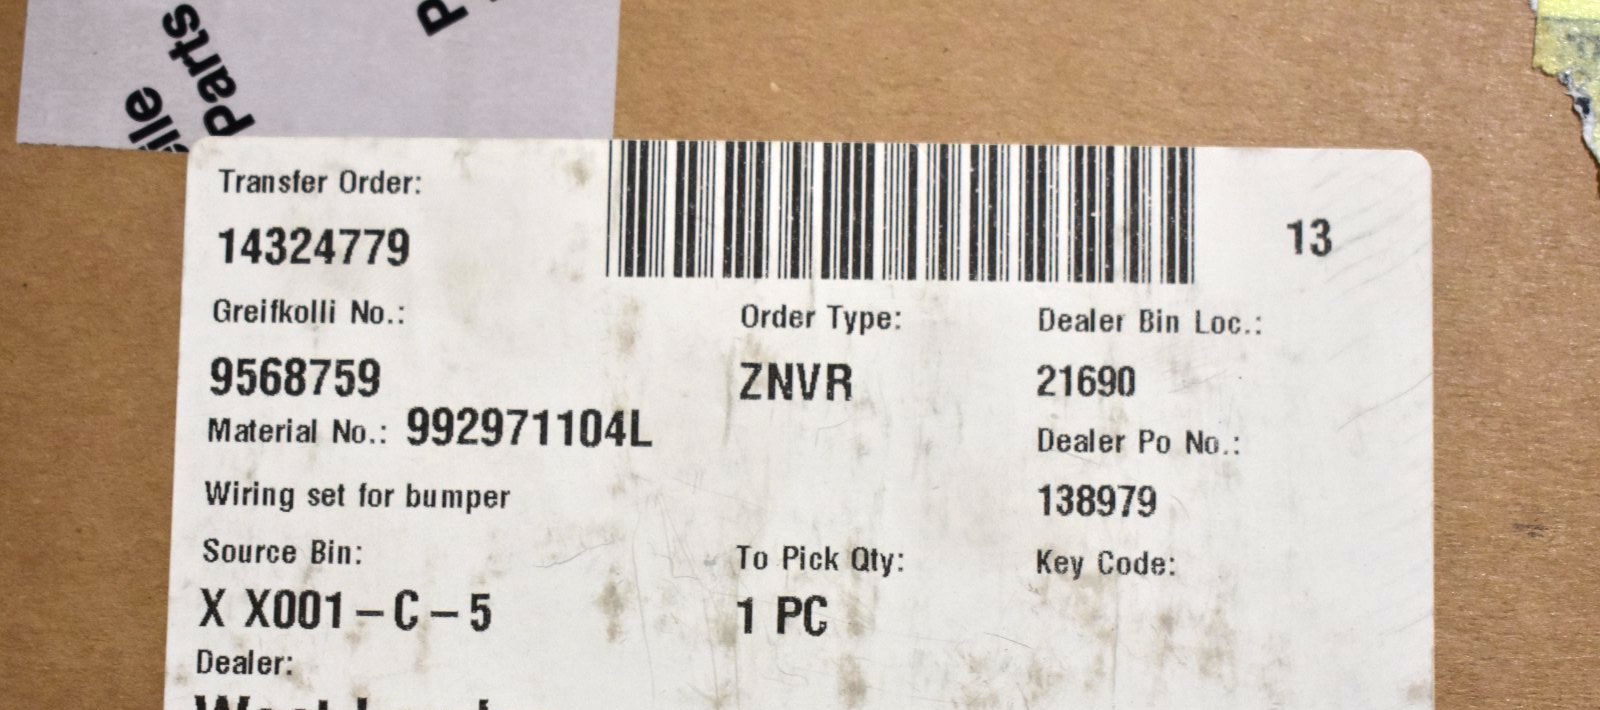 Parts
Transfer Order:
14324779
13
Greifkolli No.:
Order Type:
Dealer Bin Loc.:
9568759
ZNVR
21690
Material No.: 992971104L
Dealer Po No.:
Wiring set for bumper
138979
Source Bin:
To Pick Qty:
Key Code:
X X001-C-5
1 PC
Dealer: